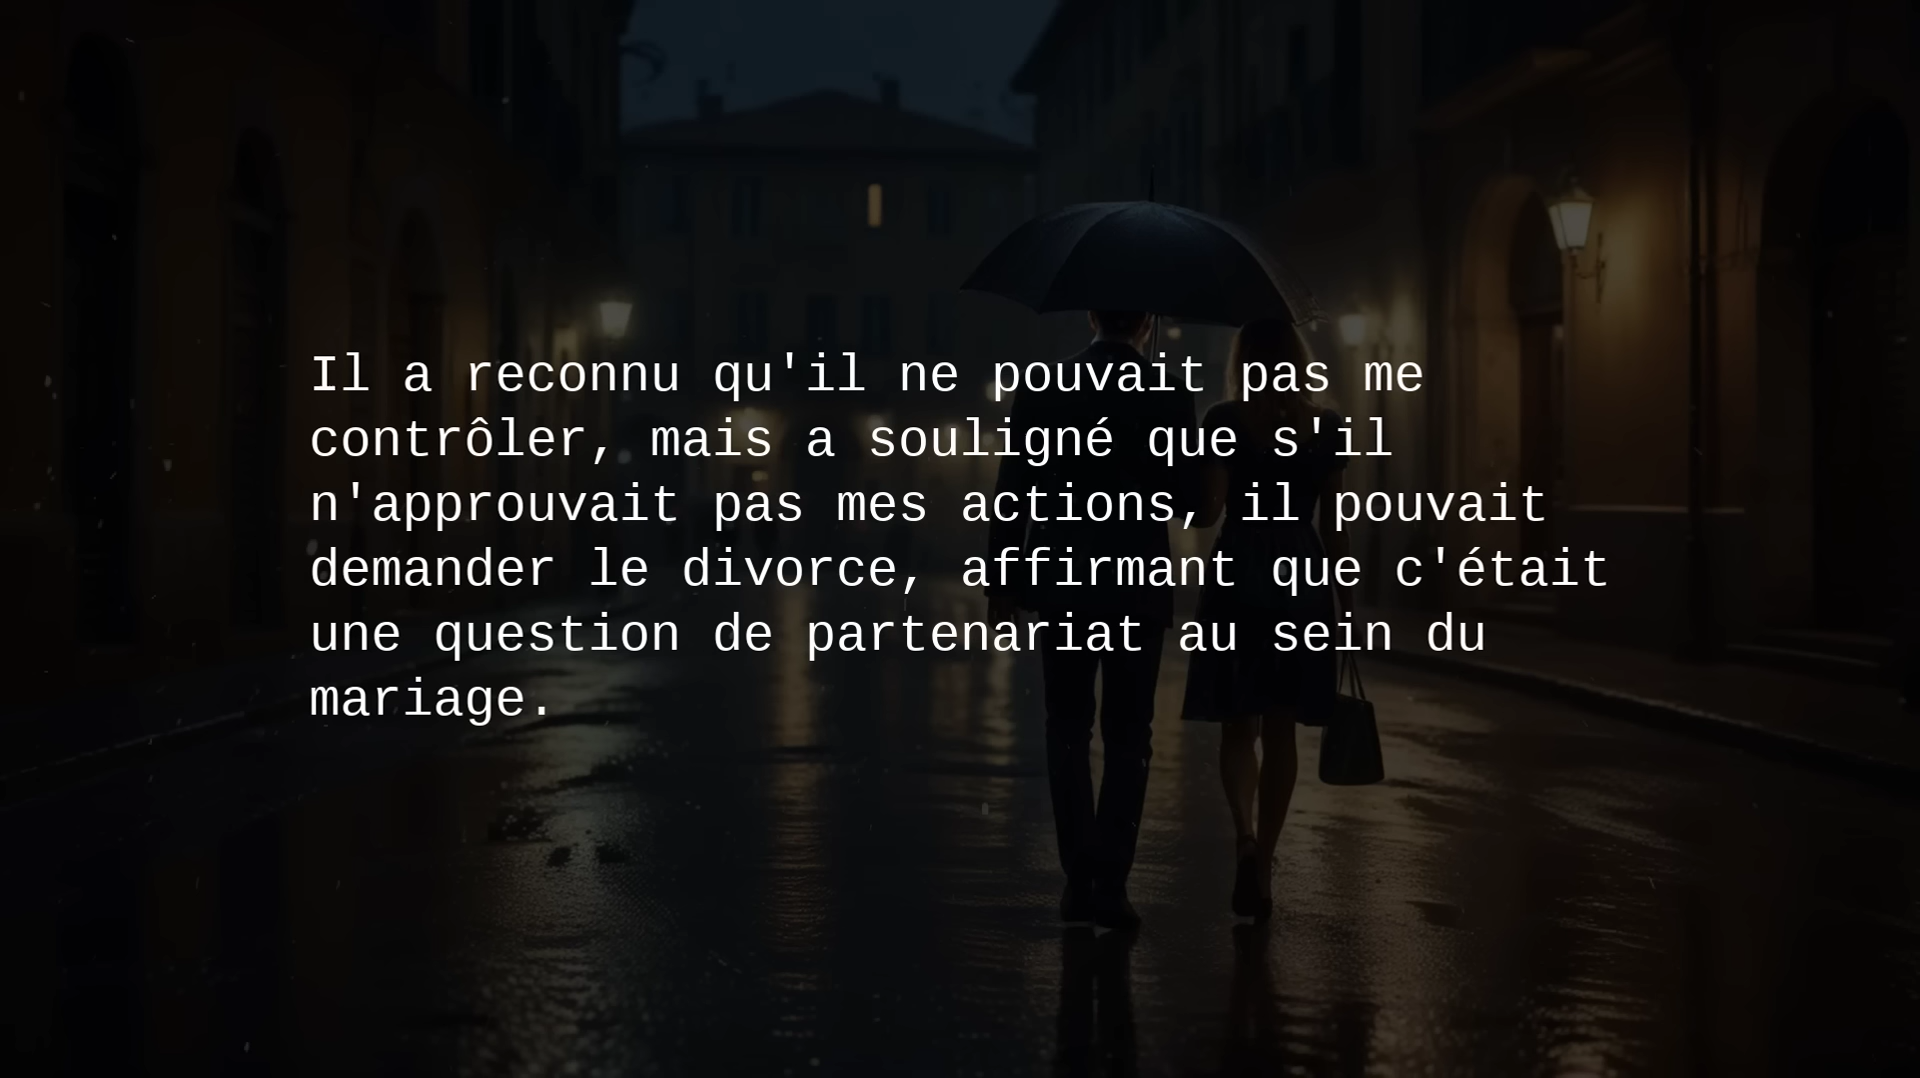 Il a reconnu qu'il ne pouvait pas me
contrôler, mais a souligné que s'il
n'approuvait pas mes actions, il pouvait
demander le divorce, affirmant que c'était
une question de partenariat au sein du
mariage.